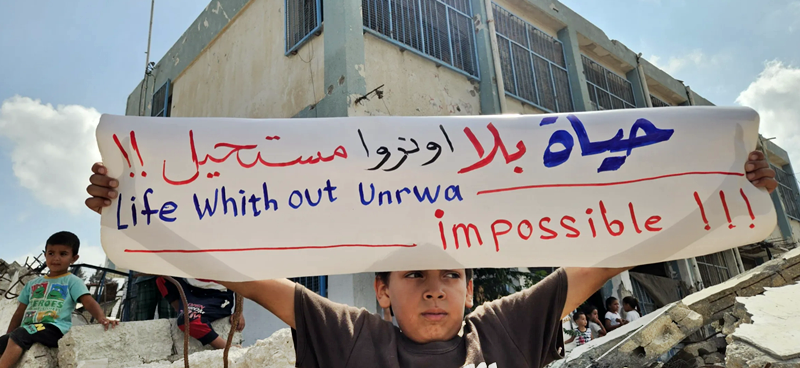 حياة بلا اونروا مستحيل !!
Life Whith out Unrwa
impossible !!!